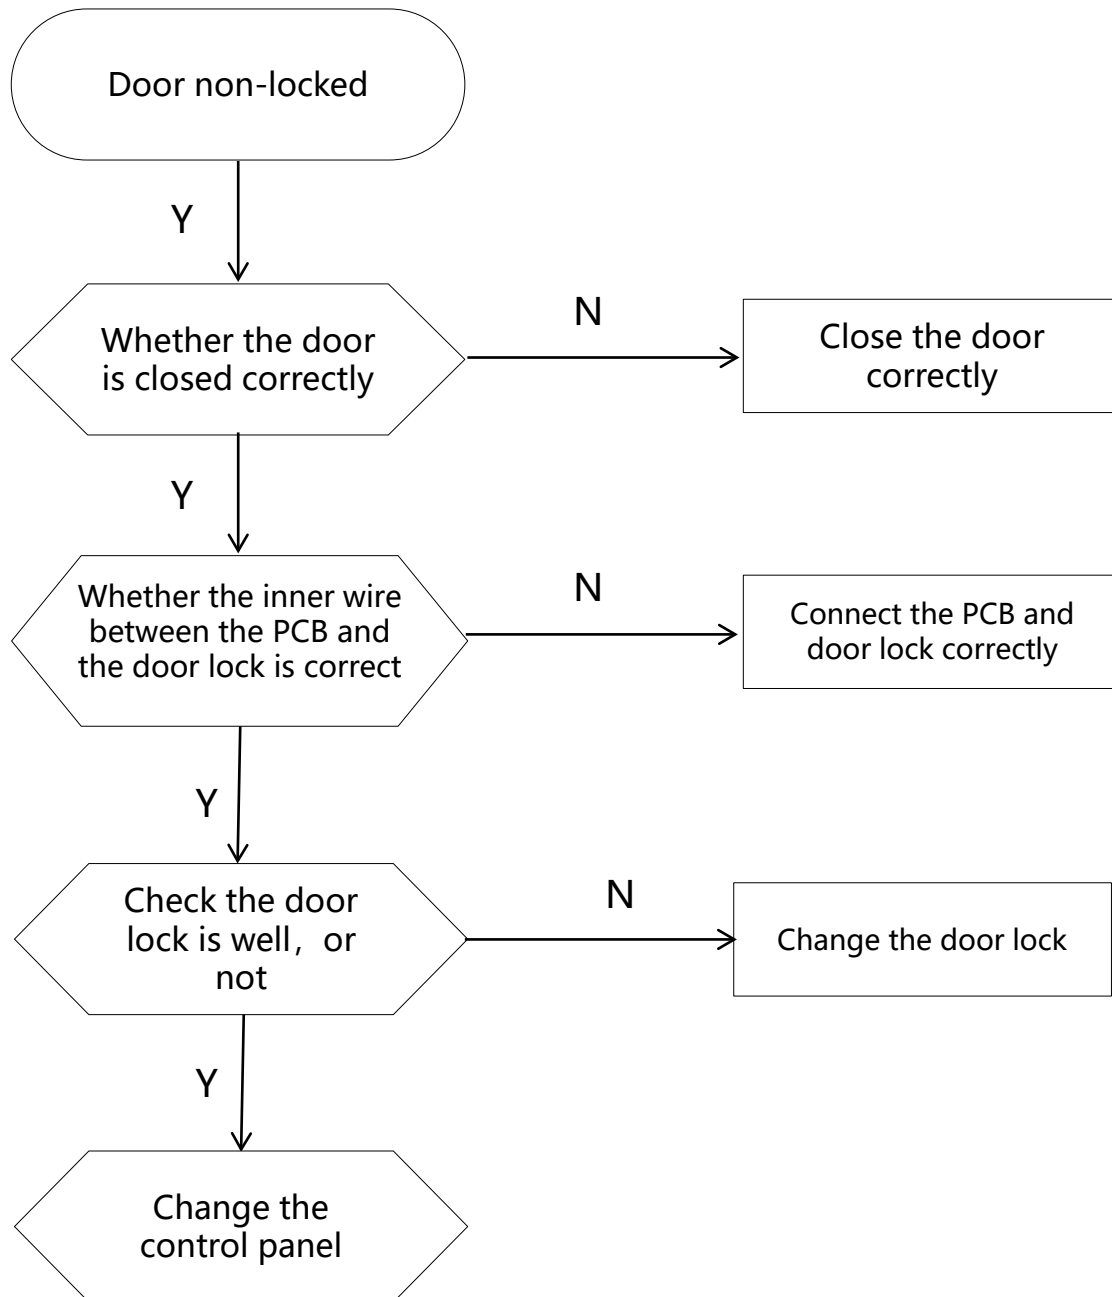 Door non-locked
Y
Whether the door
is closed correctly
N
Close the door
correctly
Y
Whether the inner wire
between the PCB and
the door lock is correct
N
Connect the PCB and
door lock correctly
Y
Check the door
lock is well，or
not
N
Change the door lock
Y
Change the
control panel